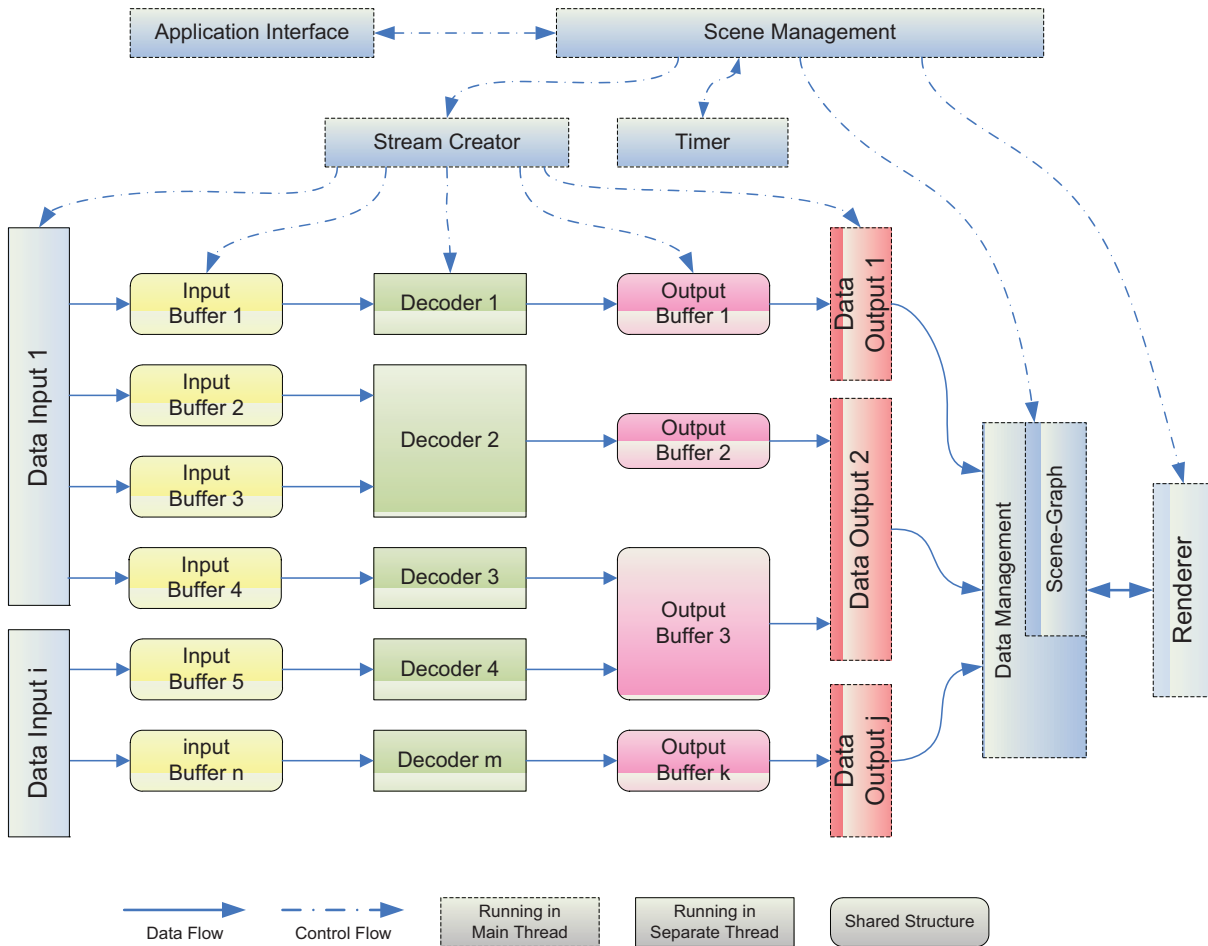 Application Interface
Scene Management
Stream Creator
Timer
Data Input 1
Data Input i
Input
Buffer 1
Input
Buffer 2
Input
Buffer 3
Input
Buffer 4
Input
Buffer 5
input
Buffer n
Decoder 1
Decoder 2
Decoder 3
Decoder 4
Decoder m
Output
Buffer 1
Output
Buffer 2
Output
Buffer 3
Output
Buffer k
Data
Output 1
Data Output 2
Data
Output j
Data Management
Scene-Graph
Renderer
Data Flow
Control Flow
Running in
Main Thread
Running in
Separate Thread
Shared Structure